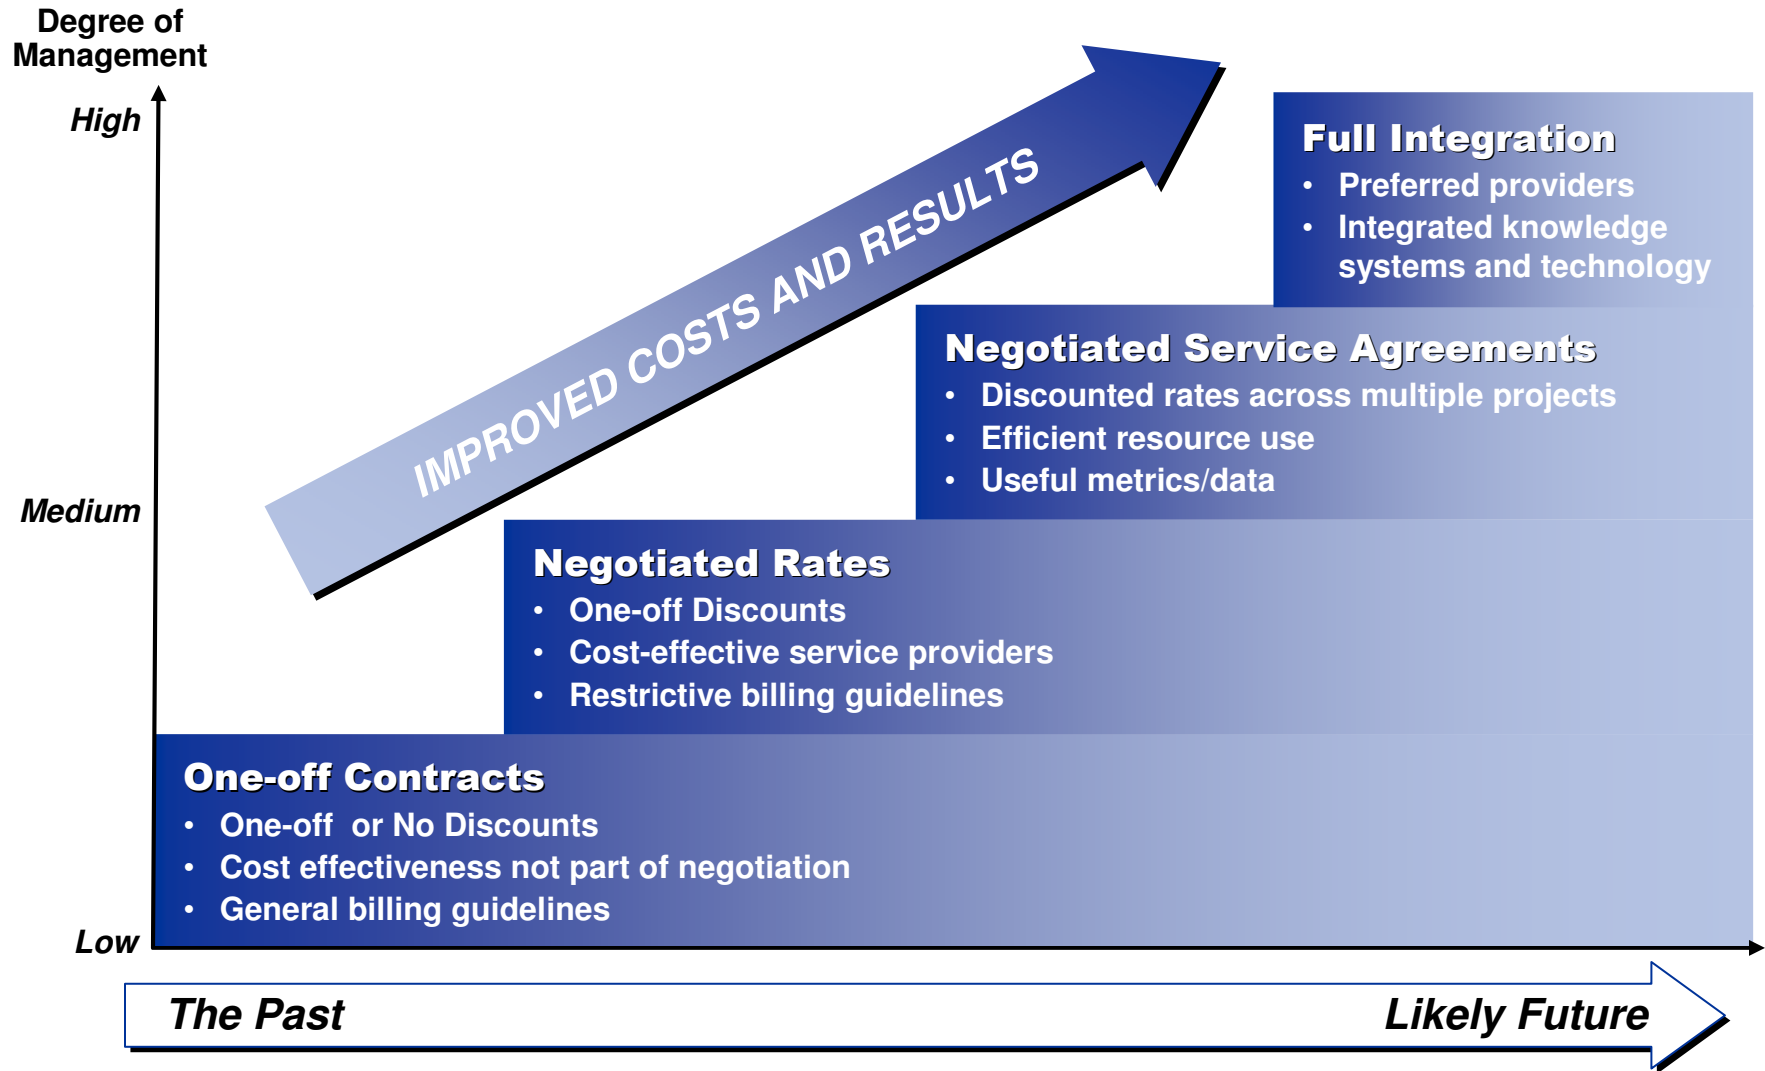 Degree of
Management
High
IMPROVED COSTS AND RESULTS
Full Integration
• Preferred providers
• Integrated knowledge
systems and technology
Negotiated Service Agreements
• Discounted rates across multiple projects
• Efficient resource use
• Useful metrics/data
Medium
Negotiated Rates
• One-off Discounts
• Cost-effective service providers
• Restrictive billing guidelines
One-off Contracts
• One-off  or No Discounts
• Cost effectiveness not part of negotiation
• General billing guidelines
Low
The Past
Likely Future